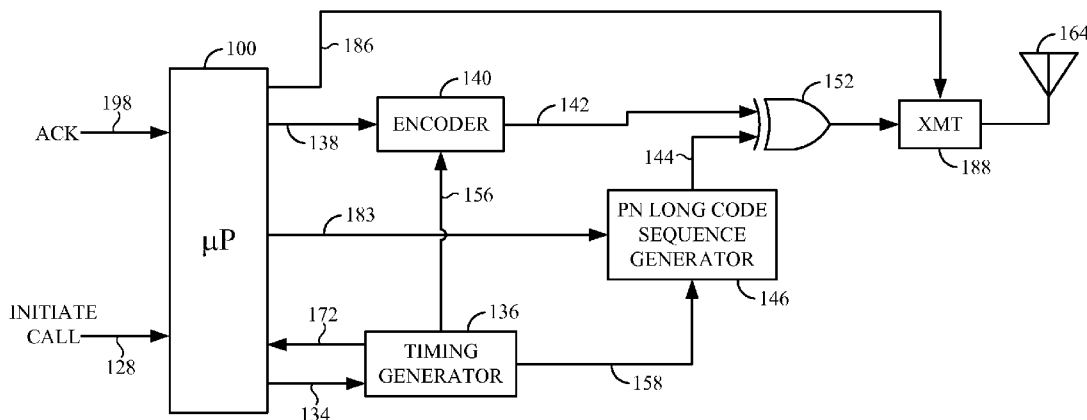 186
164
100
140
152
198
142
ACK
138
ENCODER
XMT
144
188
156
183
PN LONG CODE
SEQUENCE
GENERATOR
μP
146
INITIATE
CALL
128
172
136
TIMING
GENERATOR
158
134